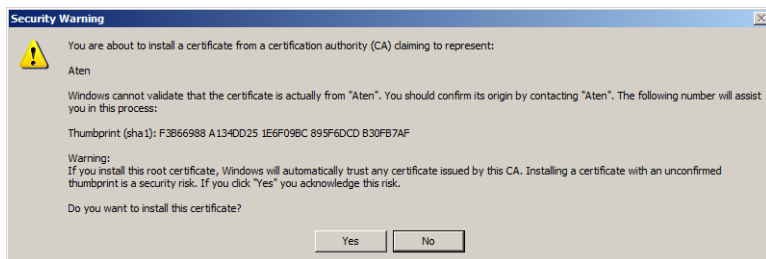 Security Warning
You are about to install a certificate from a certification authority (CA) claiming to represent:
Aten
Windows cannot validate that the certificate is actually from "Aten". You should confirm its origin by contacting "Aten". The following number will assist
you in this process:
Thumbprint (sha1): F3B66988 A134DD25 1E6F09BC 895F6DCD B30FB7AF
Warning:
If you install this root certificate, Windows will automatically trust any certificate issued by this CA. Installing a certificate with an unconfirmed
thumbprint is a security risk. If you click "Yes" you acknowledge this risk.
Do you want to install this certificate?
Yes No